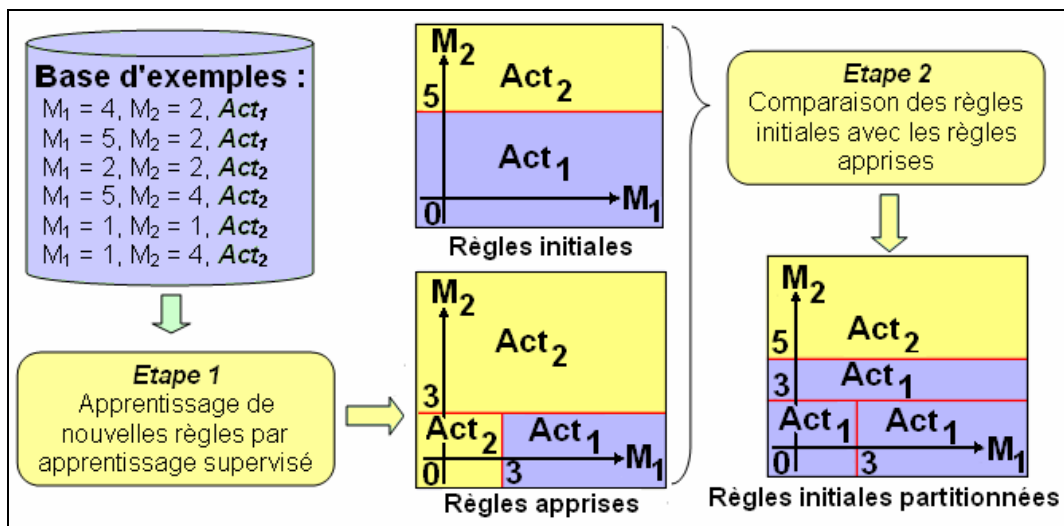 Base d'exemples :
M₁ = 4, M₂ = 2, Act₁
M₁ = 5, M₂ = 2, Act₁
M₁ = 2, M₂ = 2, Act₂
M₁ = 5, M₂ = 4, Act₂
M₁ = 1, M₂ = 1, Act₂
M₁ = 1, M₂ = 4, Act₂
Etape 1
Apprentissage de
nouvelles règles par
apprentissage supervisé
M₂
5
Act₂
Act₁
0
M₁
Règles initiales
M₂
Act₂
3
Act₂
Act₁
0
3
M₁
Règles apprises
Etape 2
Comparaison des règles
initiales avec les règles
apprises
M₂
5
Act₂
3
Act₁
Act₁
Act₁
0
3
M₁
Règles initiales partitionnées